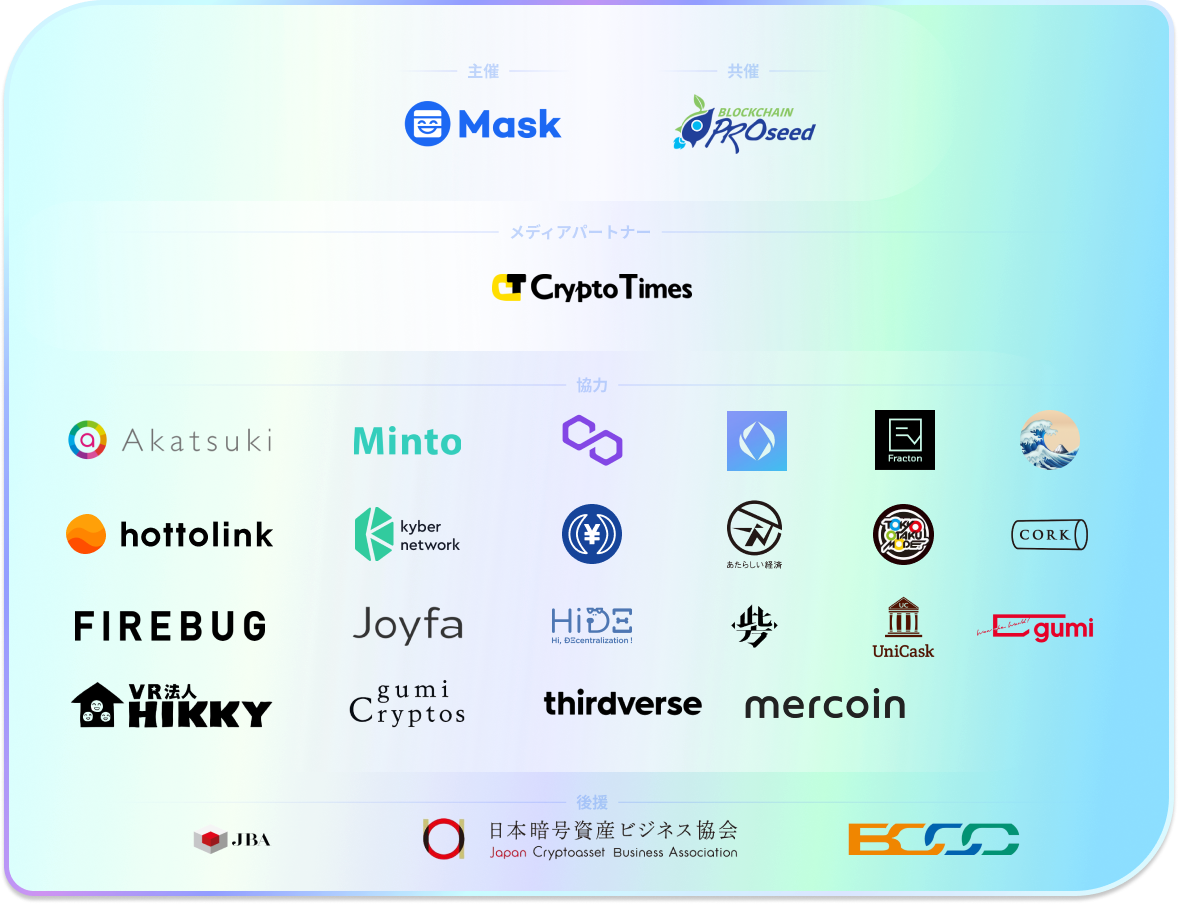 主催
共催
Mask
BLOCKCHAIN
PROseed
メディアパートナー
CT CryptoTimes
協力
a Akatsuki
Minto
Fracton
hottolink
kyber
network
¥
あたらしい経済
TOKYO
OTAKU
MODE
CORK
FIREBUG
Joyfa
HiDΞ
Hi, DΞcentralization !
UC
UniCask
gumi
VR法人
HIKKY
gumi
Cryptos
thirdverse
mercoin
後援
JBA
日本暗号資産ビジネス協会
Japan Cryptoasset Business Association
BCCC